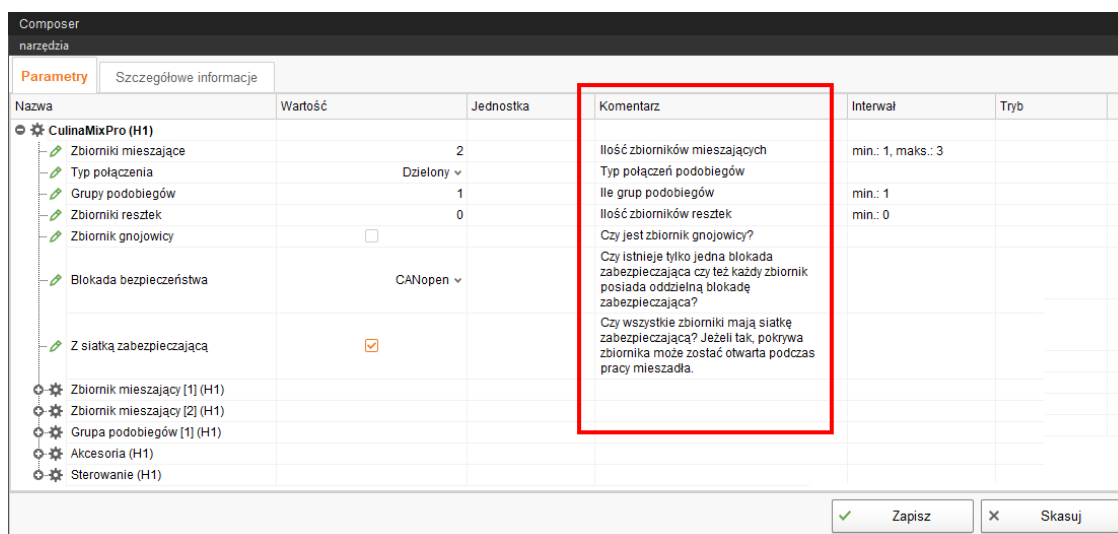 Composer
narzędzia
Parametry Szczegółowe informacje
Nazwa Wartość Jednostka Komentarz Interwał Tryb
CulinaMixPro (H1)
Zbiorniki mieszające 2 Ilość zbiorników mieszających min.: 1, maks.: 3
Typ połączenia Dzielony Typ połączeń podobiegów
Grupy podobiegów 1 Ile grup podobiegów min.: 1
Zbiorniki resztek 0 Ilość zbiorników resztek min.: 0
Zbiornik gnojowicy Czy jest zbiornik gnojowicy?
Blokada bezpieczeństwa CANopen Czy istnieje tylko jedna blokada
zabezpieczająca czy też każdy zbiornik
posiada oddzielną blokadę
zabezpieczająca?
Z siatką zabezpieczającą Czy wszystkie zbiorniki mają siatkę
zabezpieczającą? Jeżeli tak, pokrywa
zbiornika może zostać otwarta podczas
pracy mieszadła.
Zbiornik mieszający [1] (H1)
Zbiornik mieszający [2] (H1)
Grupa podobiegów [1] (H1)
Akcesoria (H1)
Sterowanie (H1)
Zapisz Skasuj